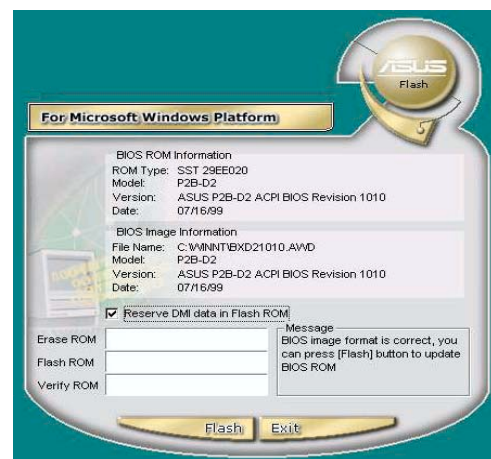 ASUS
Flash
For Microsoft Windows Platform
BIOS ROM Information
ROM Type: SST 29EE020
Model: P2B-D2
Version: ASUS P2B-D2 ACPI BIOS Revision 1010
Date: 07/16/99
BIOS Image Information
File Name: C:\WINNT\BXD21010.AWD
Model: P2B-D2
Version: ASUS P2B-D2 ACPI BIOS Revision 1010
Date: 07/16/99
Reserve DMI data in Flash ROM
Erase ROM
Flash ROM
Verify ROM
Message
BIOS image format is correct, you
can press [Flash] button to update
BIOS ROM
Flash Exit